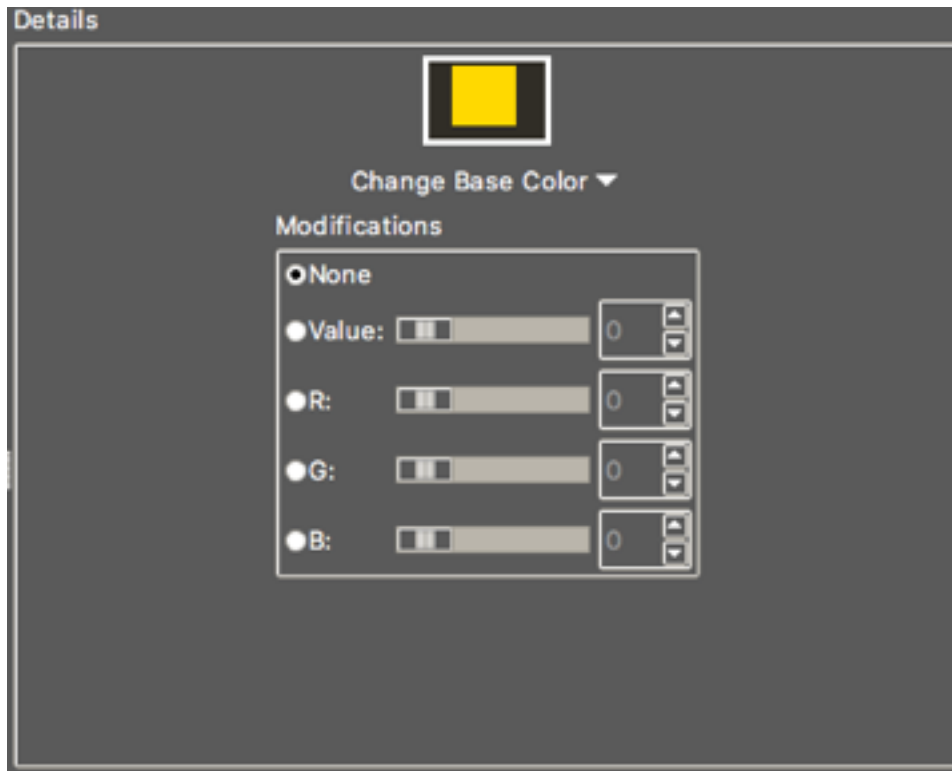 Details
Change Base Color
Modifications
None
Value: 0
R: 0
G: 0
B: 0